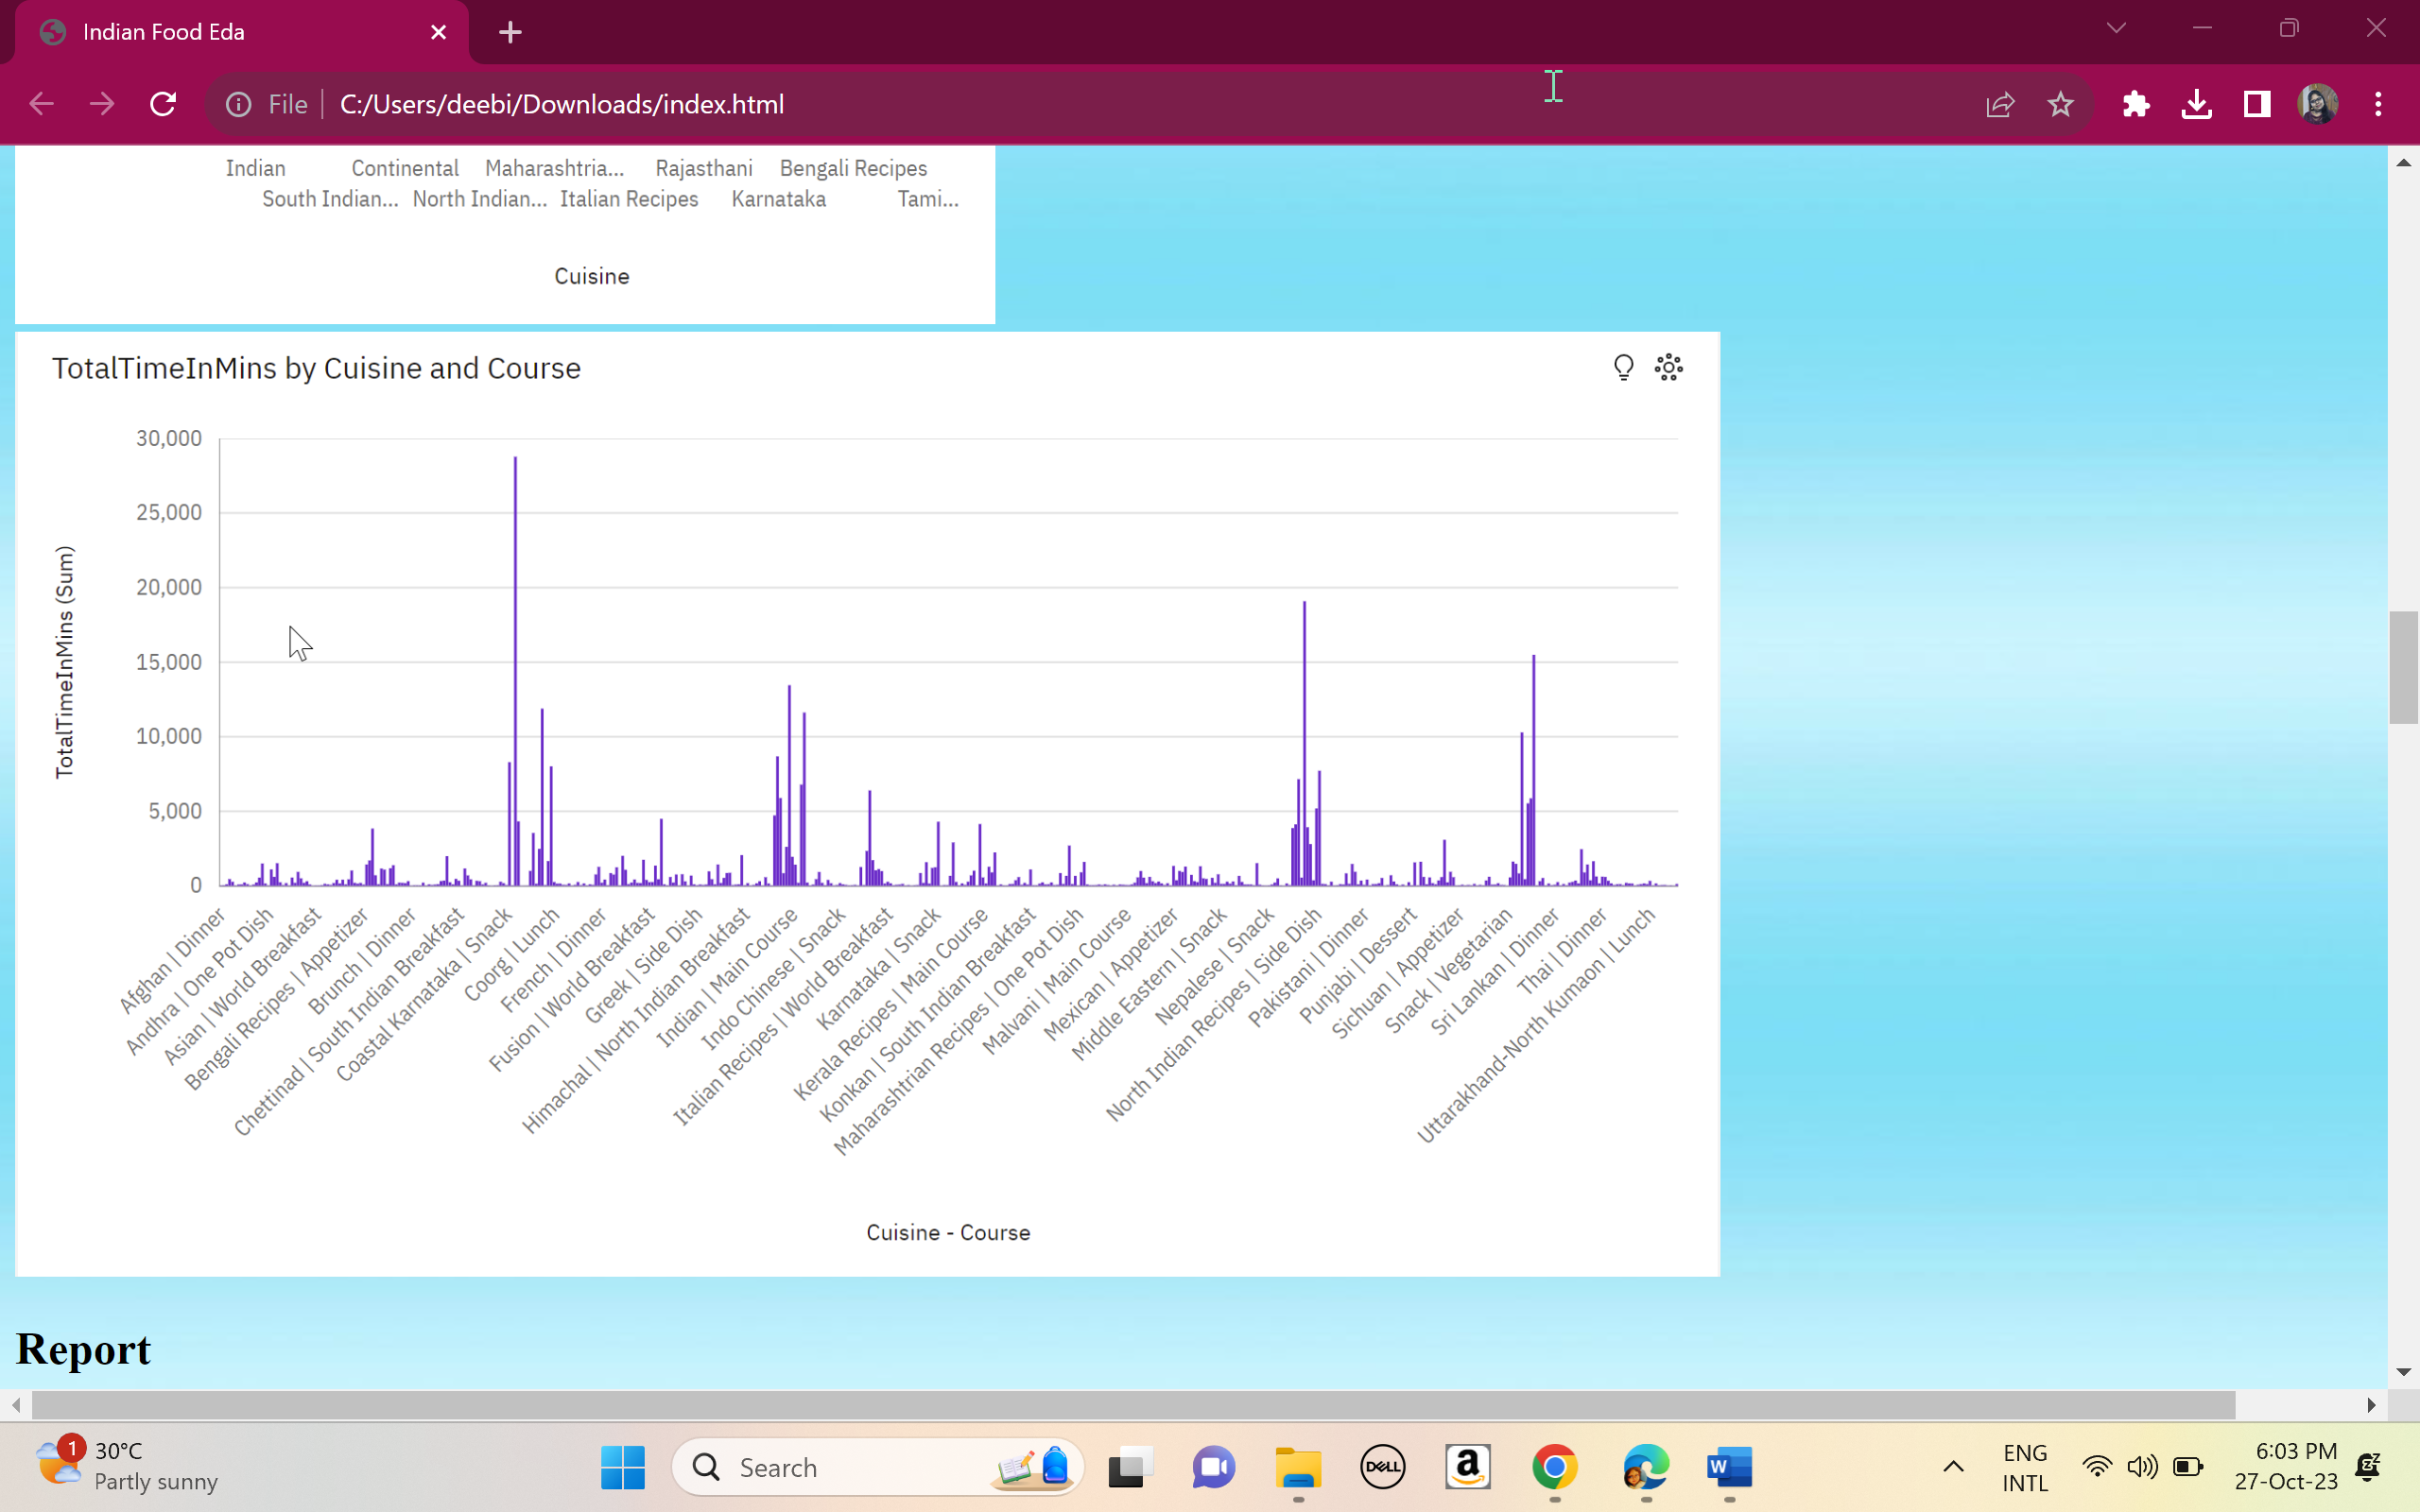 Indian Food Eda
File
C:/Users/deebi/Downloads/index.html
Indian Continental Maharashtria... Rajasthani Bengali Recipes
South Indian... North Indian... Italian Recipes Karnataka Tami...
Cuisine
TotalTimeInMins by Cuisine and Course
30,000
25,000
20,000
15,000
10,000
5,000
0
TotalTimeInMins (Sum)
Afghan | Dinner
Andhra | One Pot Dish
Asian | World Breakfast
Bengali Recipes | Appetizer
Brunch | Dinner
Chettinad | South Indian Breakfast
Coastal Karnataka | Snack
Coorg | Lunch
French | Dinner
Fusion | World Breakfast
Greek | Side Dish
Himachal | North Indian Breakfast
Indian | Main Course
Indo Chinese | Snack
Italian Recipes | World Breakfast
Karnataka | Snack
Kerala Recipes | Main Course
Konkan | South Indian Breakfast
Maharashtrian Recipes | One Pot Dish
Malvani | Main Course
Mexican | Appetizer
Middle Eastern | Snack
Nepalese | Snack
North Indian Recipes | Side Dish
Pakistani | Dinner
Punjabi | Dessert
Sichuan | Appetizer
Snack | Vegetarian
Sri Lankan | Dinner
Thai | Dinner
Uttarakhand-North Kumaon | Lunch
Cuisine - Course
Report
1
30°C
Partly sunny
Search
DELL
a
W
ENG
INTL
6:03 PM
27-Oct-23